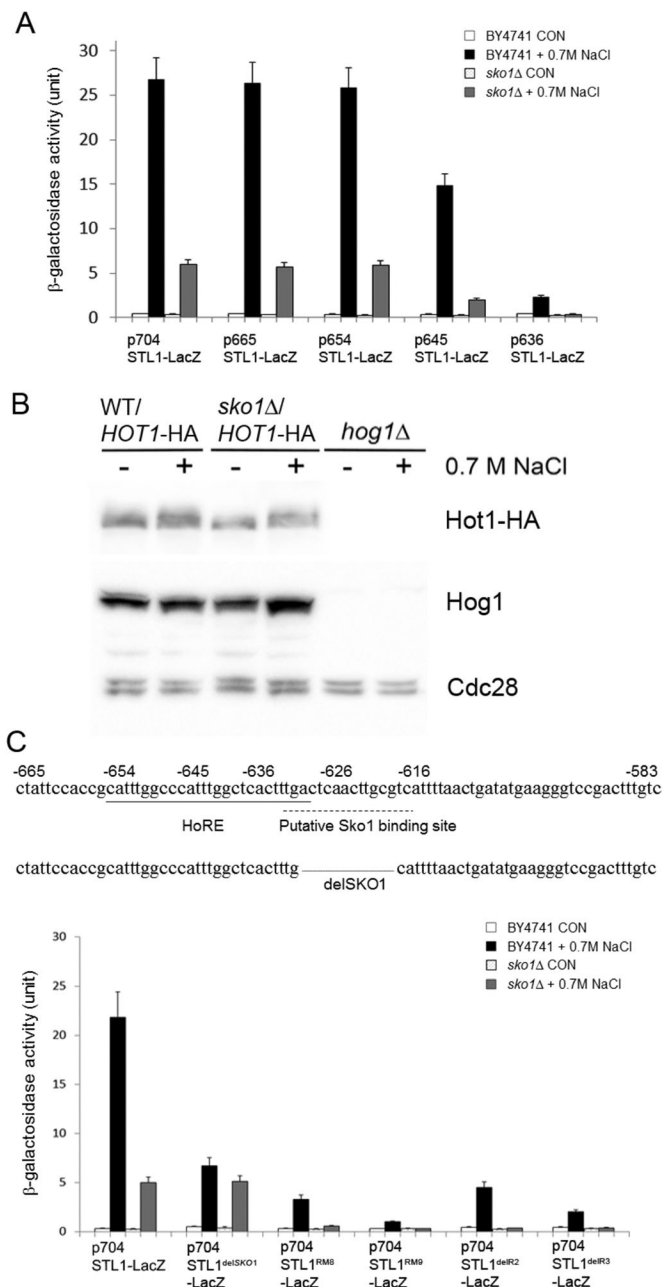 A
β-galactosidase activity (unit)
30
25
20
15
10
5
0
BY4741 CON
BY4741 + 0.7M NaCl
sko1Δ CON
sko1Δ + 0.7M NaCl
p704 p665 p654 p645 p636
STL1-LacZ STL1-LacZ STL1-LacZ STL1-LacZ STL1-LacZ
B
WT/ sko1Δ/
HOT1-HA HOT1-HA hog1Δ
- + - + - + 0.7 M NaCl
Hot1-HA
Hog1
Cdc28
C
-665 -654 -645 -636 -626 -616 -583
ctattccaccgcatttggcccatttggctcactttgactcaacttgcgtcattttaactgatatgaagggtccgactttgtc
HoRE Putative Sko1 binding site
ctattccaccgcatttggcccatttggctcactttg cattttaactgatatgaagggtccgactttgtc
delSKO1
β-galactosidase activity (unit)
30
25
20
15
10
5
0
BY4741 CON
BY4741 + 0.7M NaCl
sko1Δ CON
sko1Δ + 0.7M NaCl
p704 p704 p704 p704 p704 p704
STL1-LacZ STL1delSKO1 STL1RM8 STL1RM9 STL1delR2 STL1delR3
-LacZ -LacZ -LacZ -LacZ -LacZ